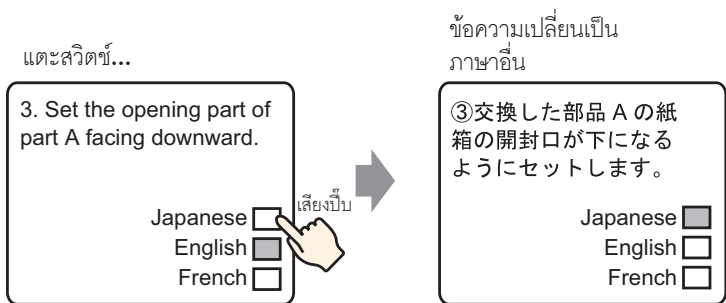 แตะสวิตช์...
3. Set the opening part of
part A facing downward.
Japanese
English
French
เสียงปี๊บ
ข้อความเปลี่ยนเป็น
ภาษาอื่น
③交換した部品 A の紙
箱の開封口が下になる
ようにセットします。
Japanese
English
French